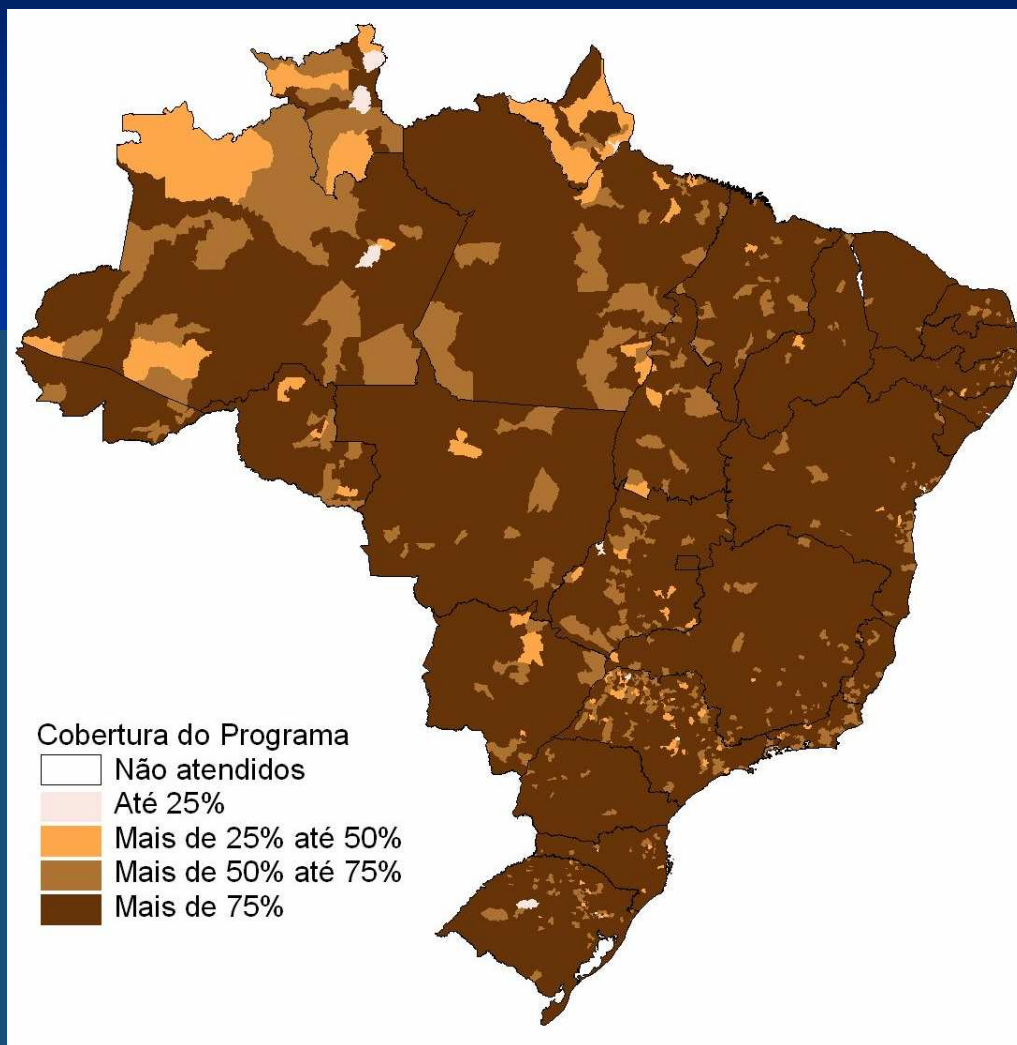 Cobertura do Programa
Não atendidos
Até 25%
Mais de 25% até 50%
Mais de 50% até 75%
Mais de 75%